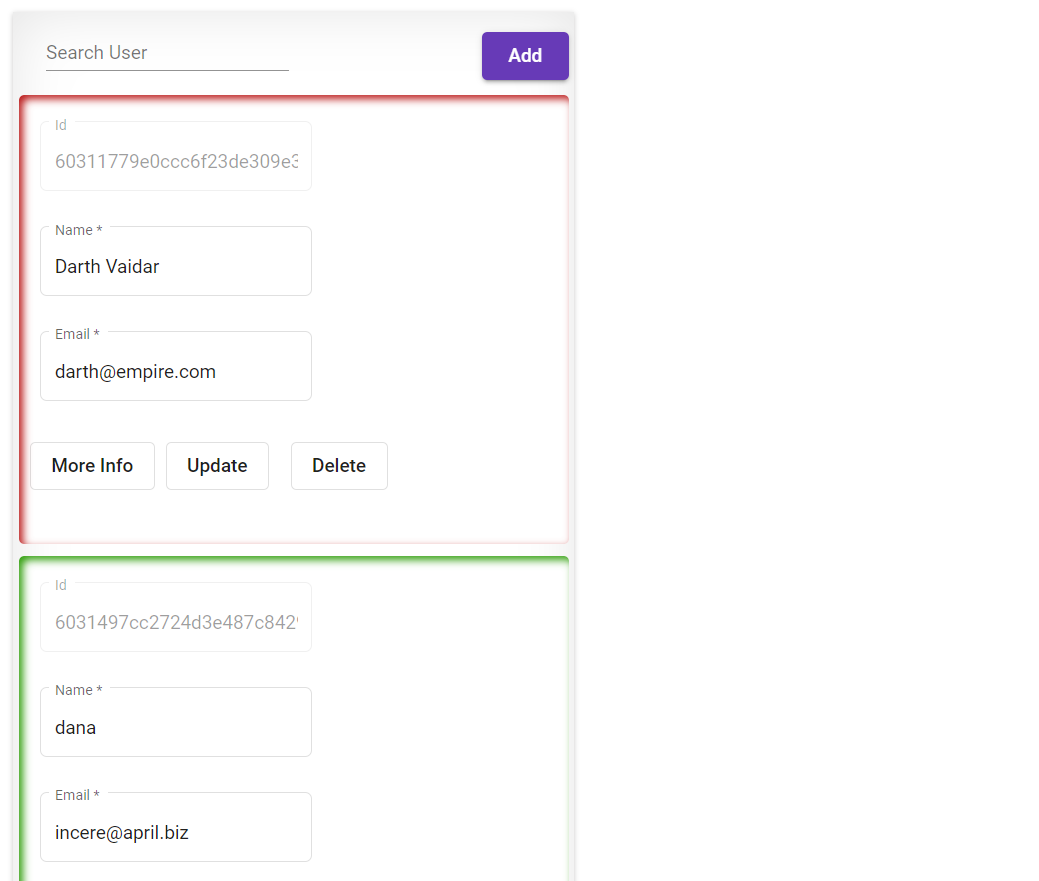 Search User
Add
Id
60311779e0ccc6f23de309e3
Name *
Darth Vaidar
Email *
darth@empire.com
More Info Update Delete
Id
6031497cc2724d3e487c8429
Name *
dana
Email *
incere@april.biz